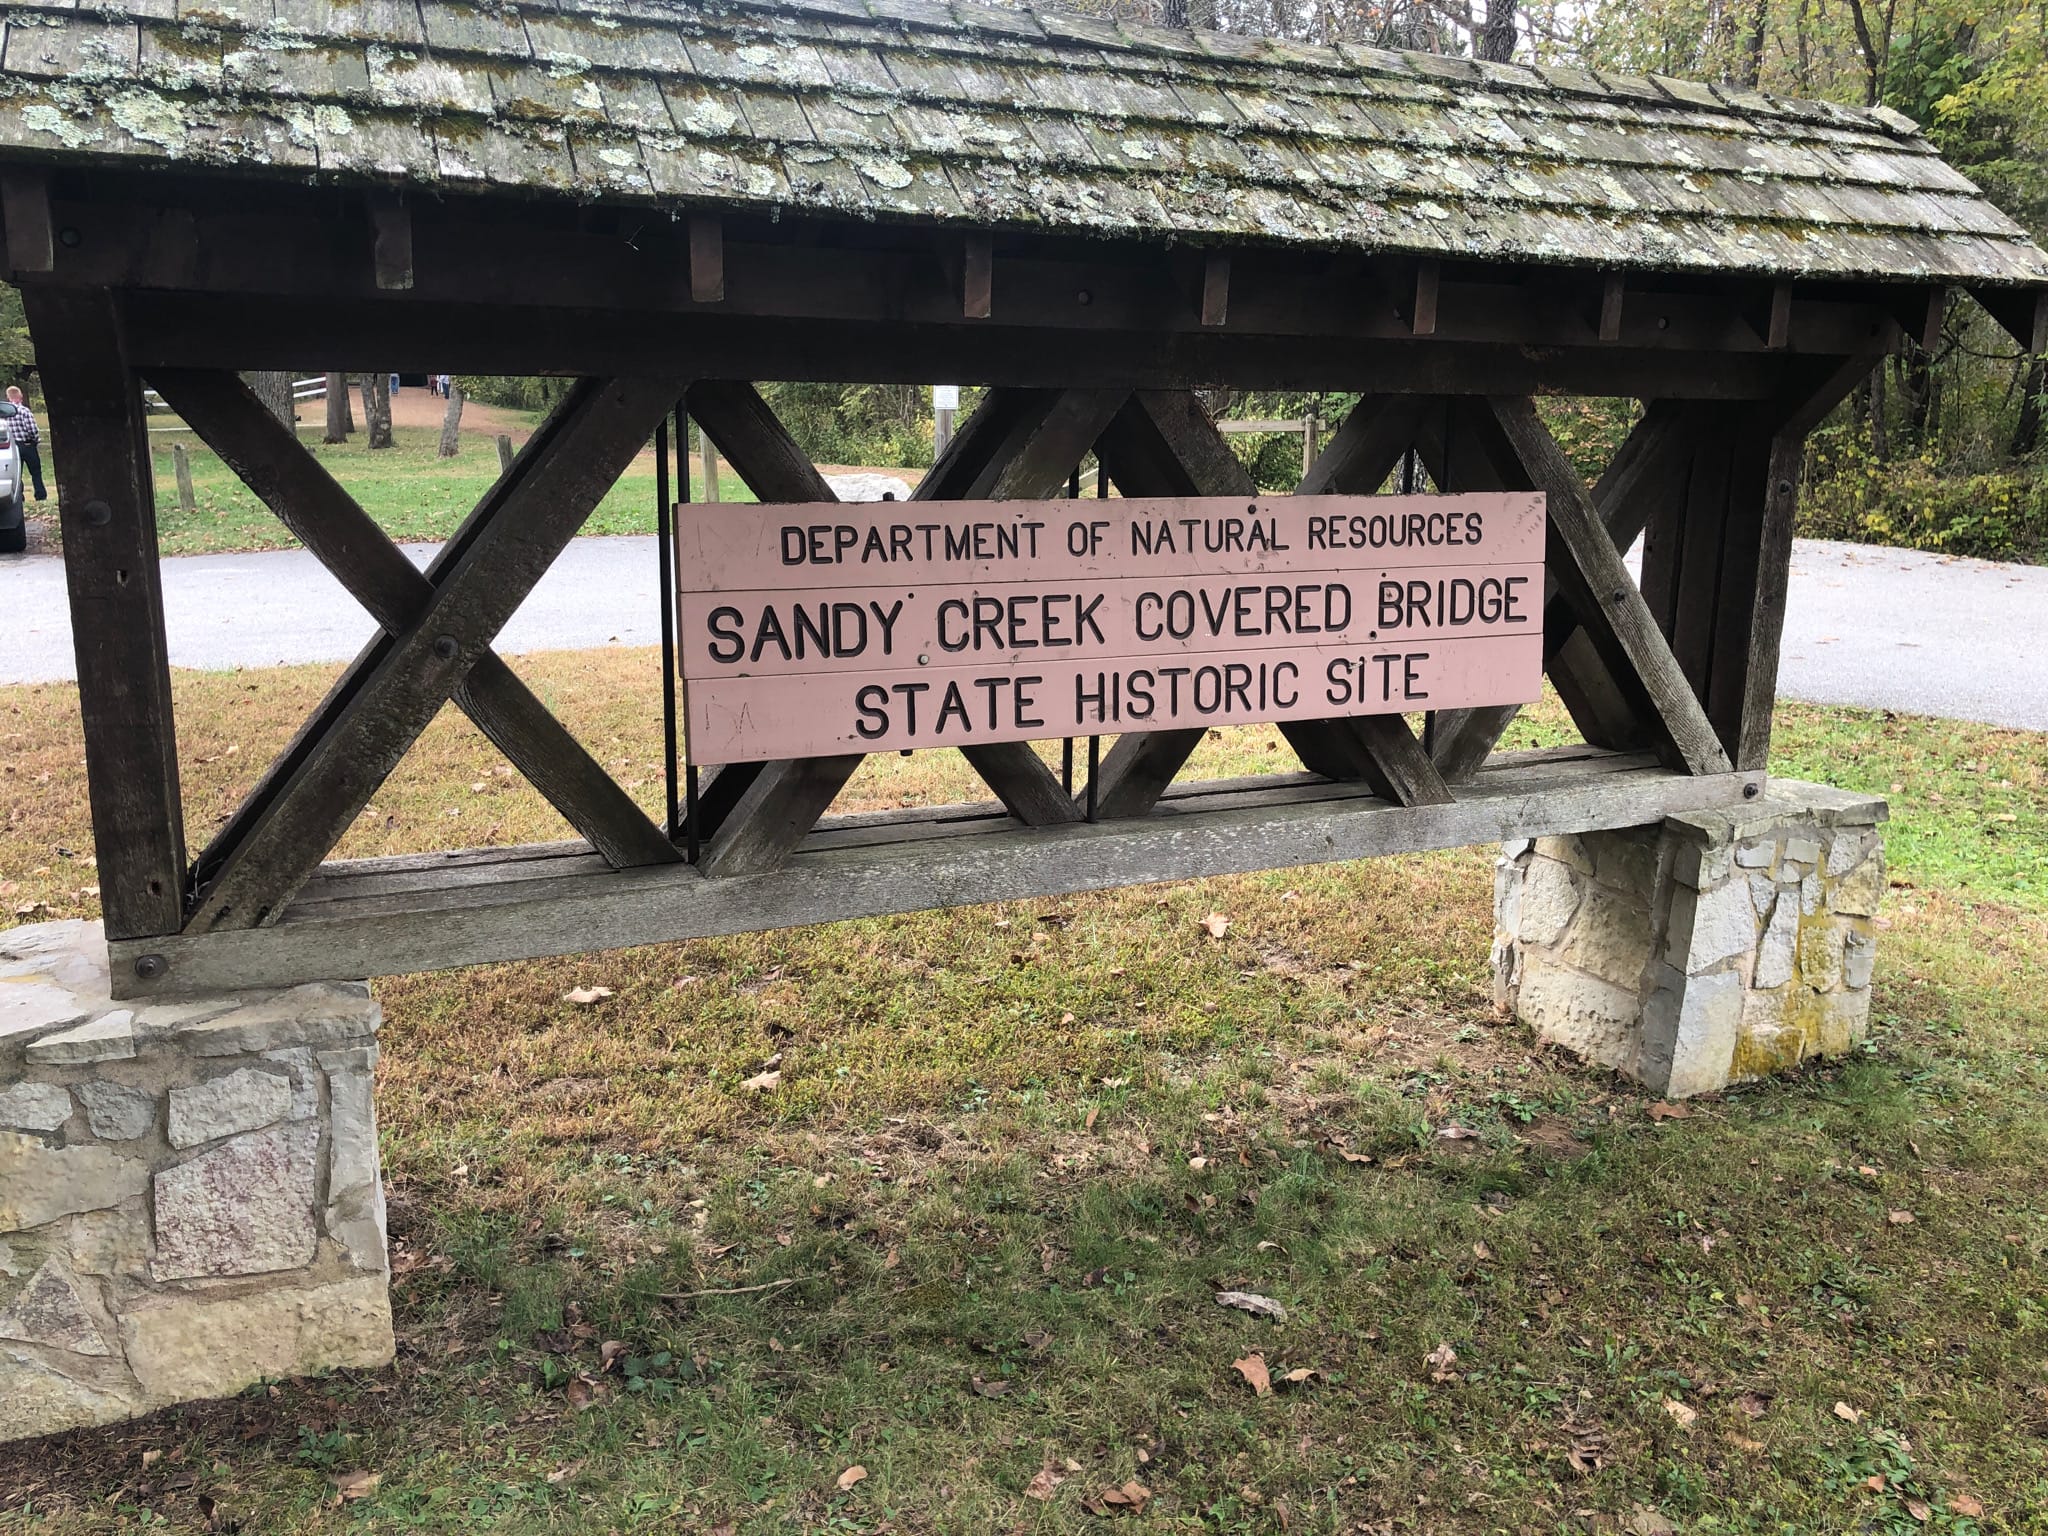 DEPARTMENT OF NATURAL RESOURCES
SANDY CREEK COVERED BRIDGE
STATE HISTORIC SITE